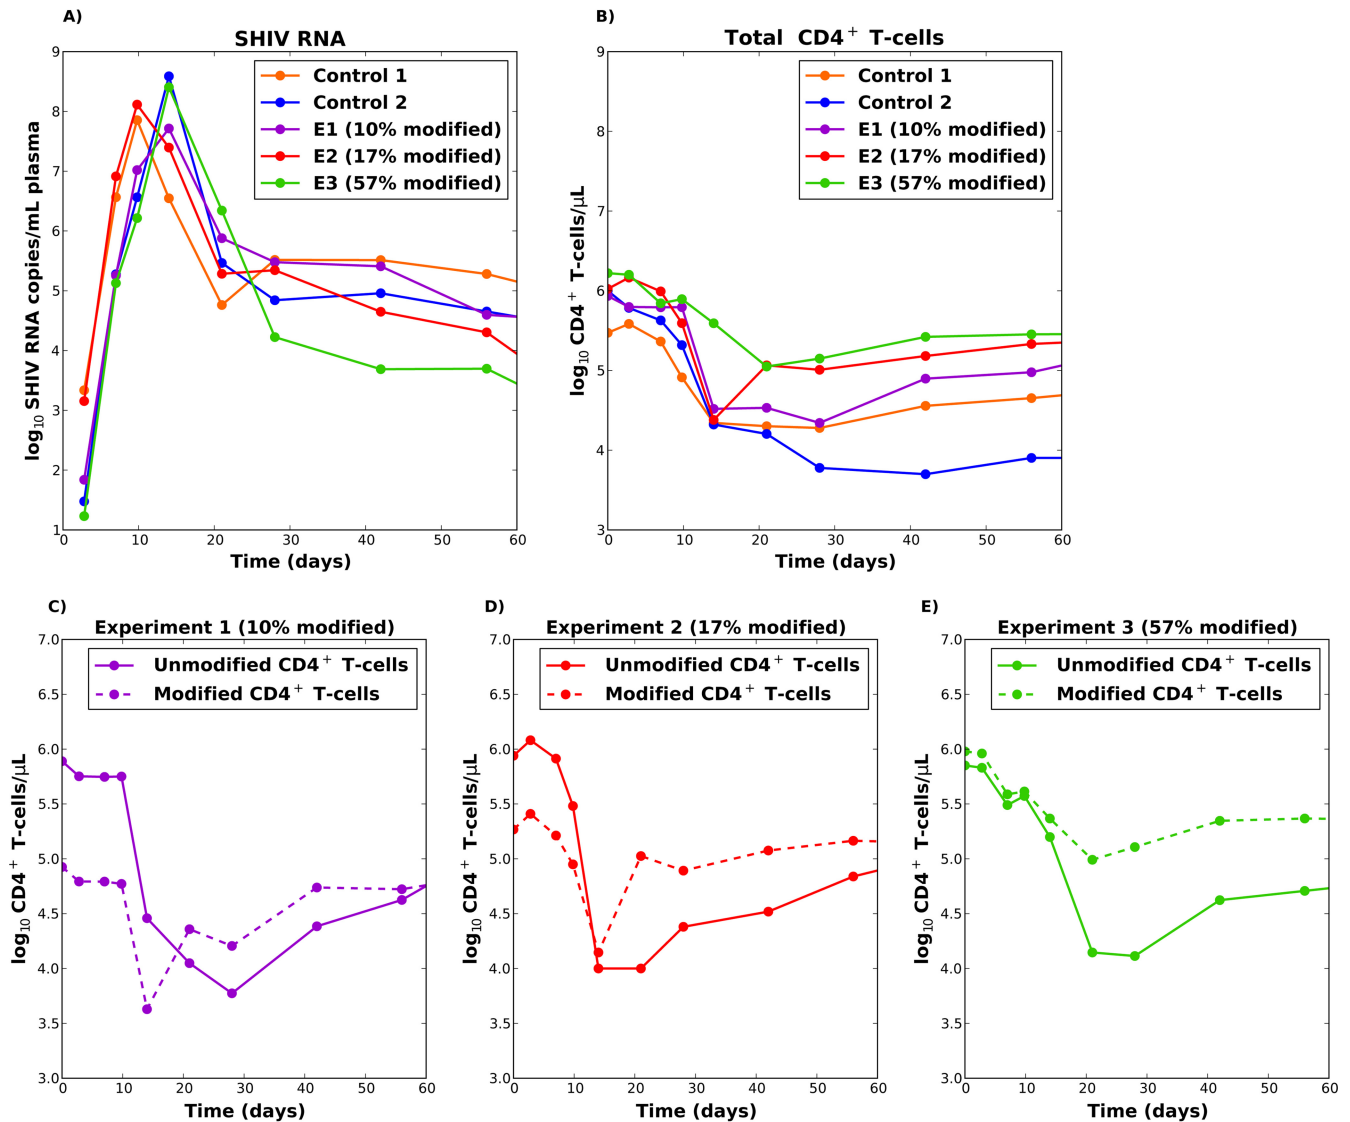 A)
SHIV RNA
9
8
7
6
5
4
3
2
1
log10 SHIV RNA copies/mL plasma
Control 1
Control 2
E1 (10% modified)
E2 (17% modified)
E3 (57% modified)
0 10 20 30 40 50 60
Time (days)
B)
Total CD4+ T-cells
9
8
7
6
5
4
3
log10 CD4+ T-cells/μL
Control 1
Control 2
E1 (10% modified)
E2 (17% modified)
E3 (57% modified)
0 10 20 30 40 50 60
Time (days)
C)
Experiment 1 (10% modified)
7.0
6.5
6.0
5.5
5.0
4.5
4.0
3.5
3.0
log10 CD4+ T-cells/μL
Unmodified CD4+ T-cells
Modified CD4+ T-cells
0 10 20 30 40 50 60
Time (days)
D)
Experiment 2 (17% modified)
7.0
6.5
6.0
5.5
5.0
4.5
4.0
3.5
3.0
log10 CD4+ T-cells/μL
Unmodified CD4+ T-cells
Modified CD4+ T-cells
0 10 20 30 40 50 60
Time (days)
E)
Experiment 3 (57% modified)
7.0
6.5
6.0
5.5
5.0
4.5
4.0
3.5
3.0
log10 CD4+ T-cells/μL
Unmodified CD4+ T-cells
Modified CD4+ T-cells
0 10 20 30 40 50 60
Time (days)